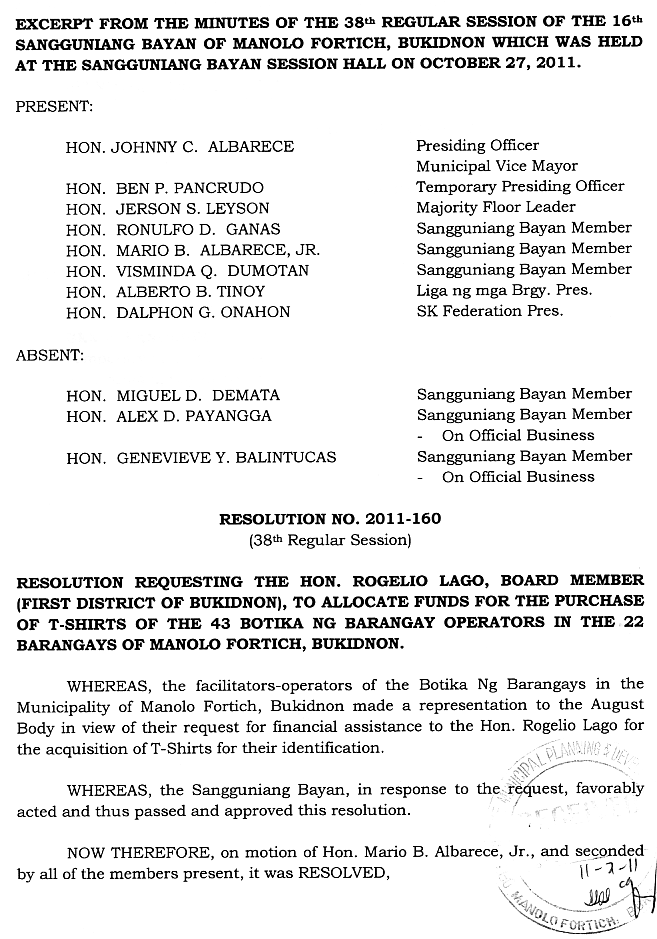 EXCERPT FROM THE MINUTES OF THE 38th REGULAR SESSION OF THE 16th
SANGGUNIANG BAYAN OF MANOLO FORTICH, BUKIDNON WHICH WAS HELD
AT THE SANGGUNIANG BAYAN SESSION HALL ON OCTOBER 27, 2011.
PRESENT:
HON. JOHNNY C. ALBARECE Presiding Officer
Municipal Vice Mayor
HON. BEN P. PANCRUDO Temporary Presiding Officer
HON. JERSON S. LEYSON Majority Floor Leader
HON. RONULFO D. GANAS Sangguniang Bayan Member
HON. MARIO B. ALBARECE, JR. Sangguniang Bayan Member
HON. VISMINDA Q. DUMOTAN Sangguniang Bayan Member
HON. ALBERTO B. TINOY Liga ng mga Brgy. Pres.
HON. DALPHON G. ONAHON SK Federation Pres.
ABSENT:
HON. MIGUEL D. DEMATA Sangguniang Bayan Member
HON. ALEX D. PAYANGGA Sangguniang Bayan Member
- On Official Business
HON. GENEVIEVE Y. BALINTUCAS Sangguniang Bayan Member
- On Official Business
RESOLUTION NO. 2011-160
(38th Regular Session)
RESOLUTION REQUESTING THE HON. ROGELIO LAGO, BOARD MEMBER
(FIRST DISTRICT OF BUKIDNON), TO ALLOCATE FUNDS FOR THE PURCHASE
OF T-SHIRTS OF THE 43 BOTIKA NG BARANGAY OPERATORS IN THE 22
BARANGAYS OF MANOLO FORTICH, BUKIDNON.
WHEREAS, the facilitators-operators of the Botika Ng Barangays in the
Municipality of Manolo Fortich, Bukidnon made a representation to the August
Body in view of their request for financial assistance to the Hon. Rogelio Lago for
the acquisition of T-Shirts for their identification.
WHEREAS, the Sangguniang Bayan, in response to the request, favorably
acted and thus passed and approved this resolution.
NOW THEREFORE, on motion of Hon. Mario B. Albarece, Jr., and seconded
by all of the members present, it was RESOLVED,
PLANNING &
11-2-11
MANOLO FORTICH,